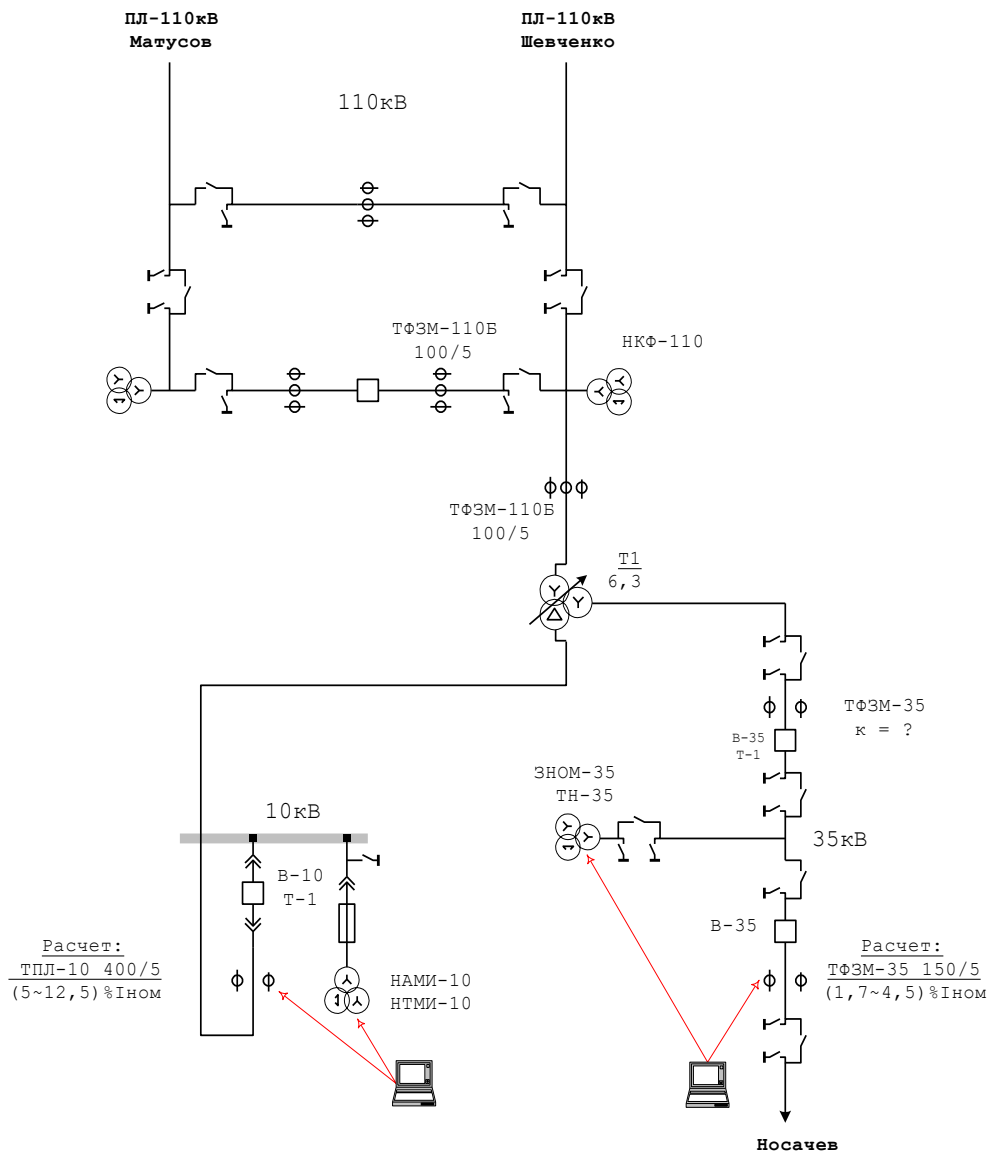 ПЛ-110кВ
Матусов
ПЛ-110кВ
Шевченко
110кВ
ТФЗМ-110Б
100/5
НКФ-110
ТФЗМ-110Б
100/5
Т1
6,3
ТФЗМ-35
к = ?
В-35
Т-1
ЗНОМ-35
ТН-35
10кВ
35кВ
В-10
Т-1
В-35
Расчет:
ТПЛ-10 400/5
(5~12,5)%Iном
НАМИ-10
НТМИ-10
Расчет:
ТФЗМ-35 150/5
(1,7~4,5)%Iном
Носачев